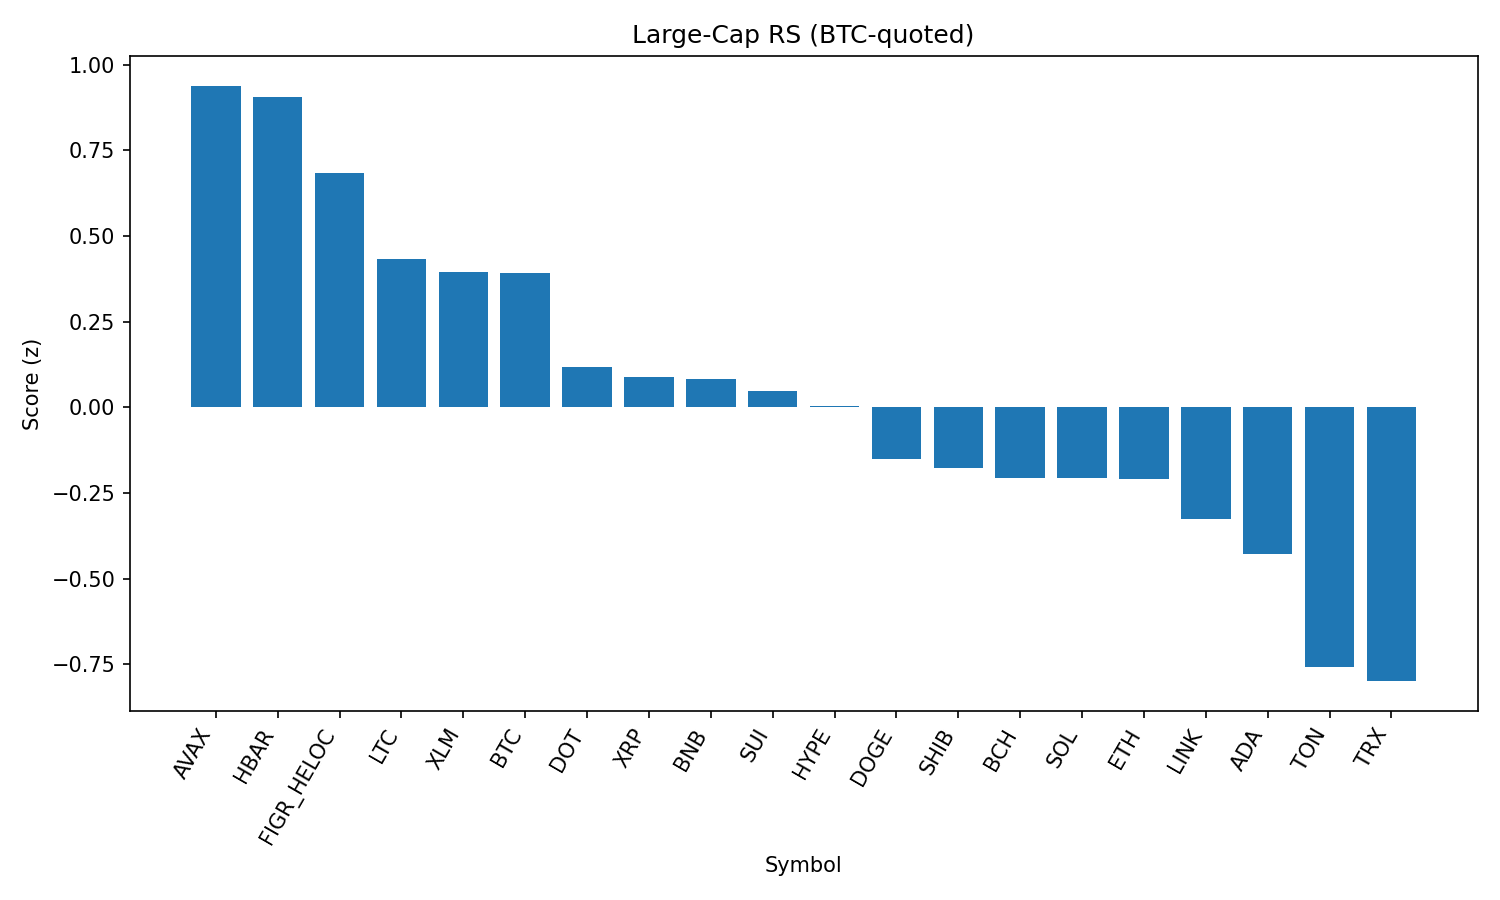 Large-Cap RS (BTC-quoted)
1.00
0.75
0.50
0.25
0.00
−0.25
−0.50
−0.75
Score (z)
AVAX
HBAR
FIGR_HELOC
LTC
XLM
BTC
DOT
XRP
BNB
SUI
HYPE
DOGE
SHIB
BCH
SOL
ETH
LINK
ADA
TON
TRX
Symbol